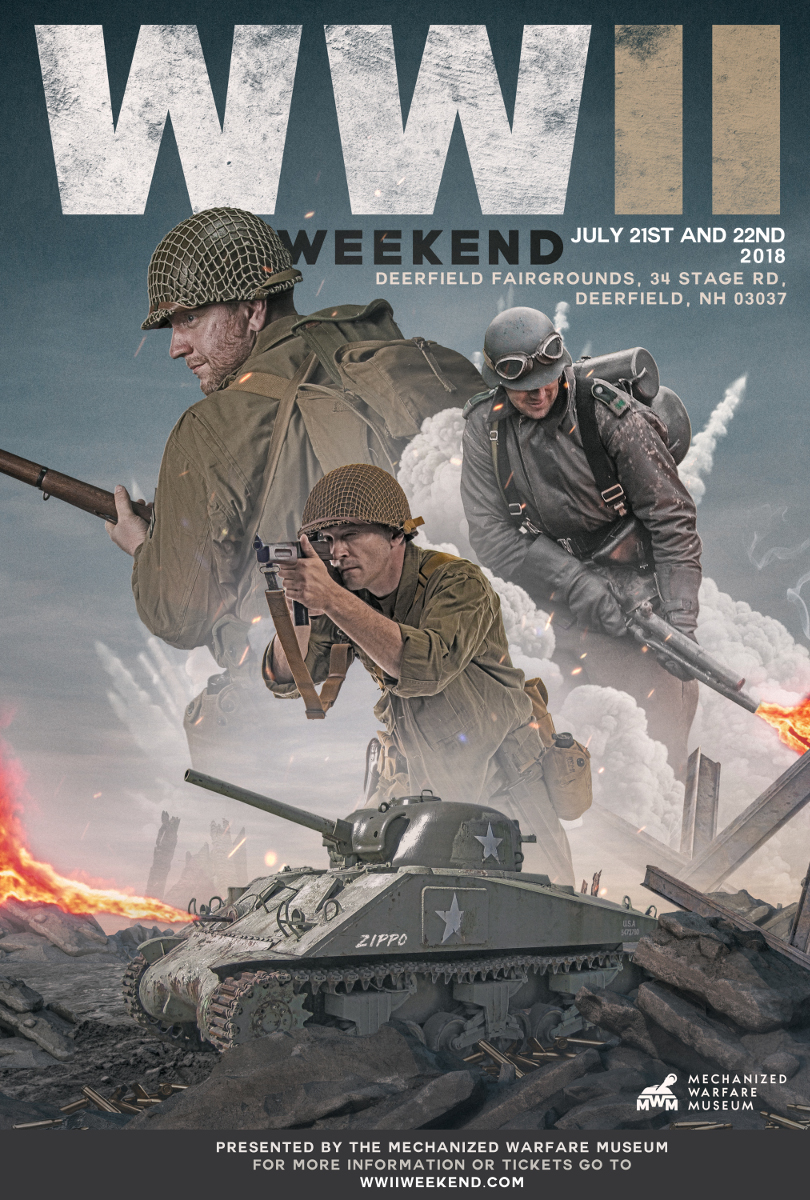 WWII
WEEKEND
JULY 21ST AND 22ND
2018
DEERFIELD FAIRGROUNDS, 34 STAGE RD,
DEERFIELD, NH 03037
ZIPPO
U.S.A
MWM
MECHANIZED
WARFARE
MUSEUM
PRESENTED BY THE MECHANIZED WARFARE MUSEUM
FOR MORE INFORMATION OR TICKETS GO TO
WWIIWEEKEND.COM